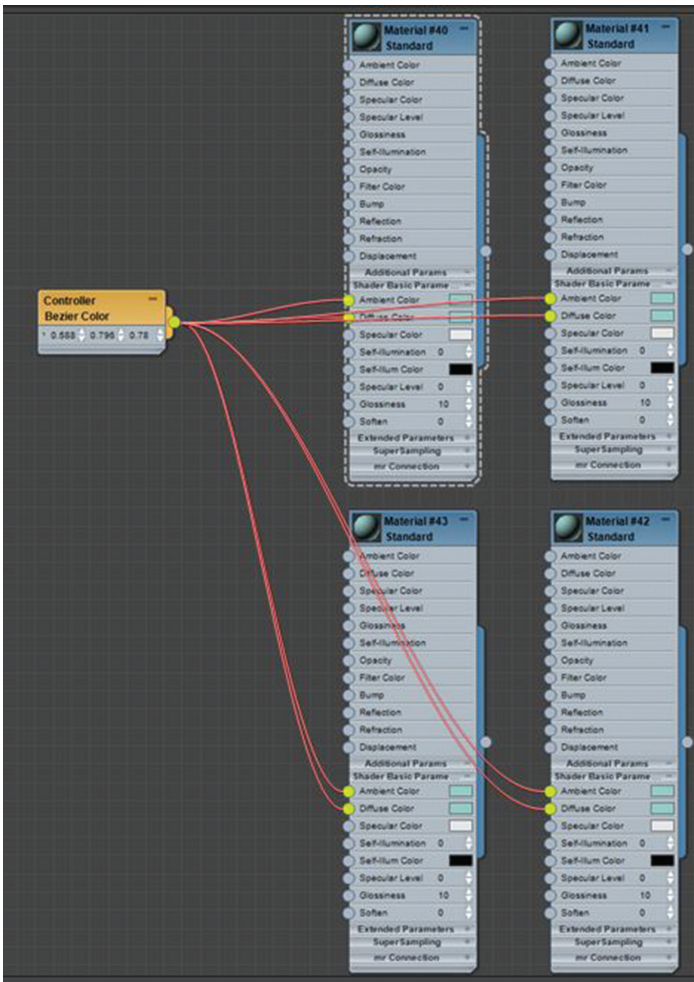 Controller
Bezier Color
0.588 0.796 0.78
Material #40
Standard
Ambient Color
Diffuse Color
Specular Color
Specular Level
Glossiness
Self-Illumination
Opacity
Filter Color
Bump
Reflection
Refraction
Displacement
Additional Params
Shader Basic Parame...
Ambient Color
Diffuse Color
Specular Color
Self-Illumination 0
Self-Illum Color
Specular Level 0
Glossiness 10
Soften 0
Extended Parameters
SuperSampling
mr Connection
Material #41
Standard
Ambient Color
Diffuse Color
Specular Color
Specular Level
Glossiness
Self-Illumination
Opacity
Filter Color
Bump
Reflection
Refraction
Displacement
Additional Params
Shader Basic Parame...
Ambient Color
Diffuse Color
Specular Color
Self-Illumination 0
Self-Illum Color
Specular Level 0
Glossiness 10
Soften 0
Extended Parameters
SuperSampling
mr Connection
Material #43
Standard
Ambient Color
Diffuse Color
Specular Color
Specular Level
Glossiness
Self-Illumination
Opacity
Filter Color
Bump
Reflection
Refraction
Displacement
Additional Params
Shader Basic Parame...
Ambient Color
Diffuse Color
Specular Color
Self-Illumination 0
Self-Illum Color
Specular Level 0
Glossiness 10
Soften 0
Extended Parameters
SuperSampling
mr Connection
Material #42
Standard
Ambient Color
Diffuse Color
Specular Color
Specular Level
Glossiness
Self-Illumination
Opacity
Filter Color
Bump
Reflection
Refraction
Displacement
Additional Params
Shader Basic Parame...
Ambient Color
Diffuse Color
Specular Color
Self-Illumination 0
Self-Illum Color
Specular Level 0
Glossiness 10
Soften 0
Extended Parameters
SuperSampling
mr Connection